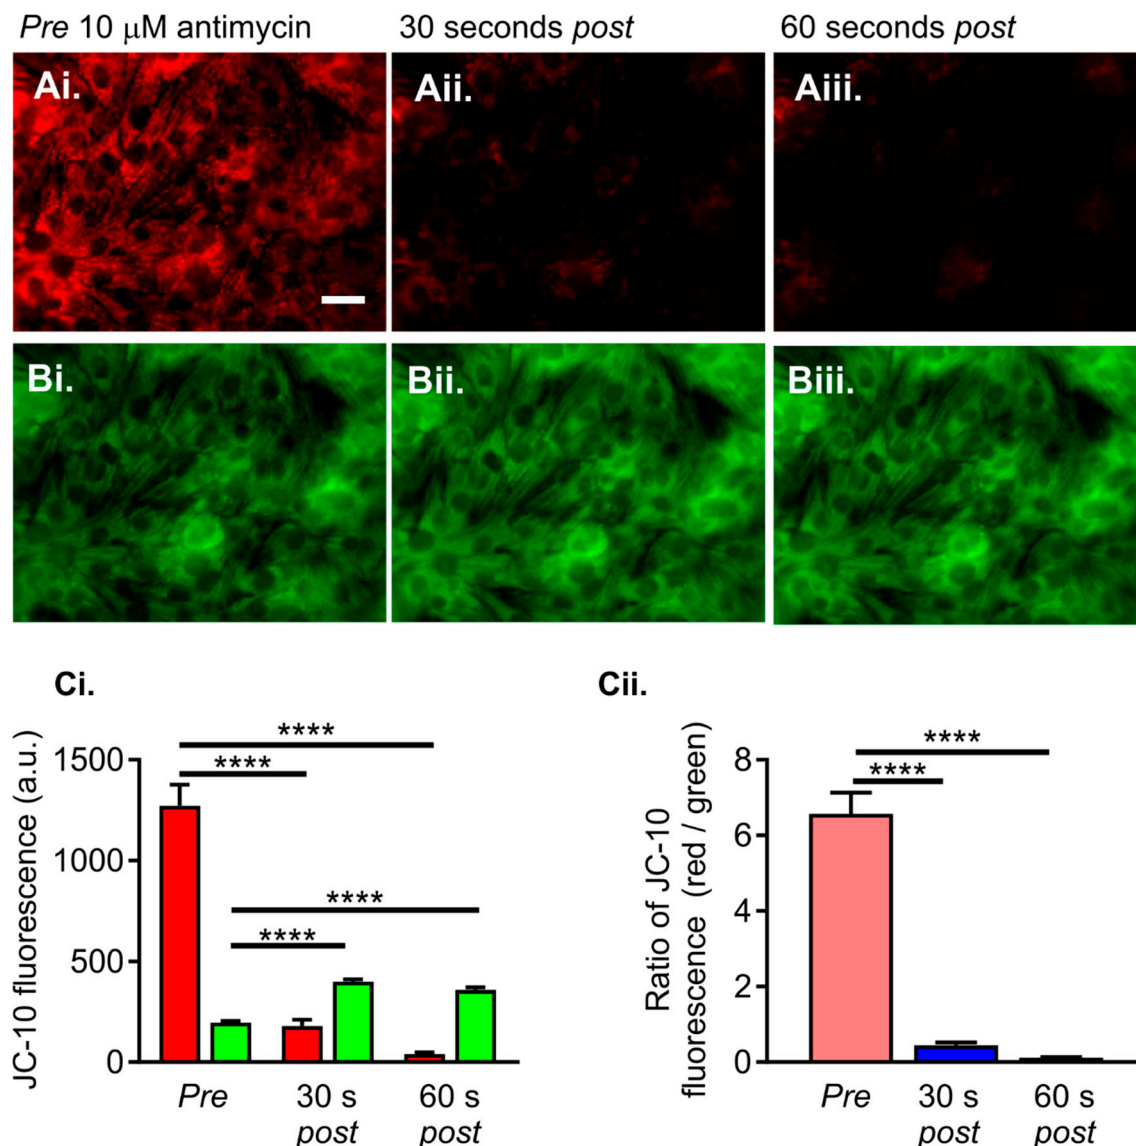 Pre 10 μM antimycin
30 seconds post
60 seconds post
Ai.
Aii.
Aiii.
Bi.
Bii.
Biii.
Ci.
JC-10 fluorescence (a.u.)
1500
1000
500
0
****
****
****
****
Pre
30 s
post
60 s
post
Cii.
Ratio of JC-10
fluorescence (red / green)
8
6
4
2
0
****
****
Pre
30 s
post
60 s
post